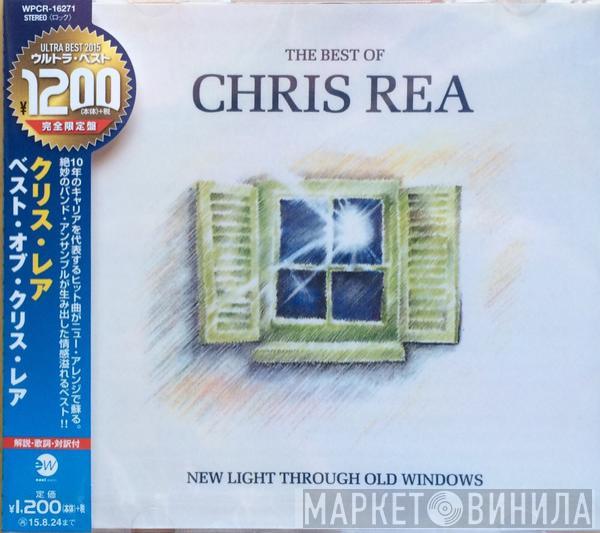 WPCR-16271
STEREO〈ロック〉
ULTRA BEST 2015
ウルトラ・ベスト
¥1200(本体)+税
完全限定盤
クリス・レア
ベスト・オブ・クリス・レア
10年のキャリアを代表するヒット曲がニュー・アレンジで蘇る。
絶妙のバンド・アンサンブルが生み出した情感溢れるベスト!!
解説・歌詞・対訳付
ew
定価
¥1,200(本体)+税
15.8.24まで
THE BEST OF
CHRIS REA
NEW LIGHT THROUGH OLD WINDOWS
МАРКЕТ ВИНИЛА